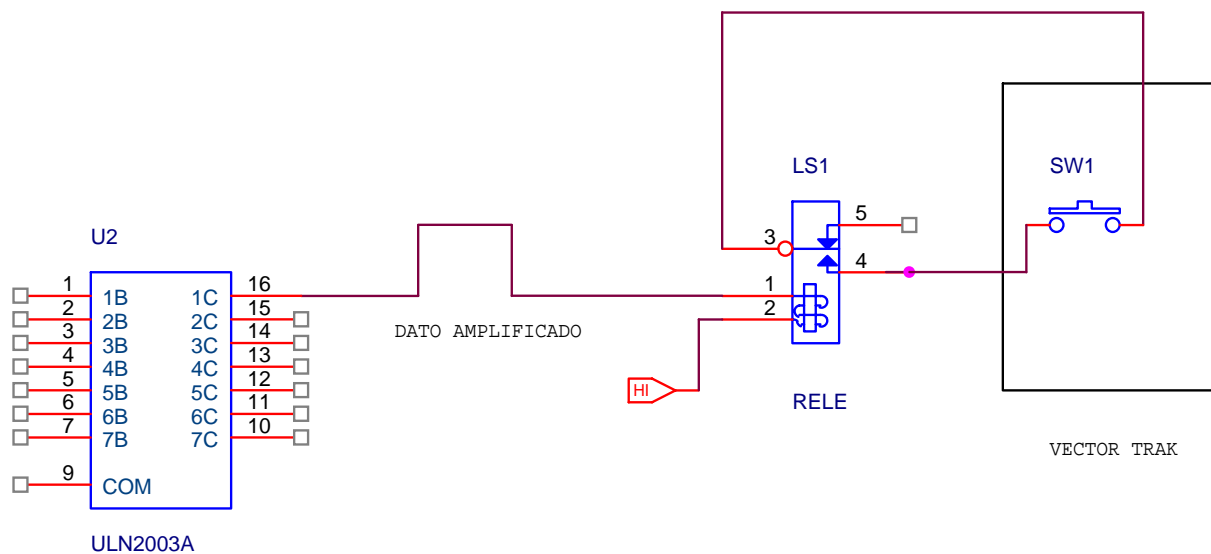 LS1
SW1
5
3
4
1
2
U2
1 1B 1C 16
2 2B 2C 15
3 3B 3C 14
4 4B 4C 13
5 5B 5C 12
6 6B 6C 11
7 7B 7C 10
9 COM
ULN2003A
DATO AMPLIFICADO
HI
RELE
VECTOR TRAK